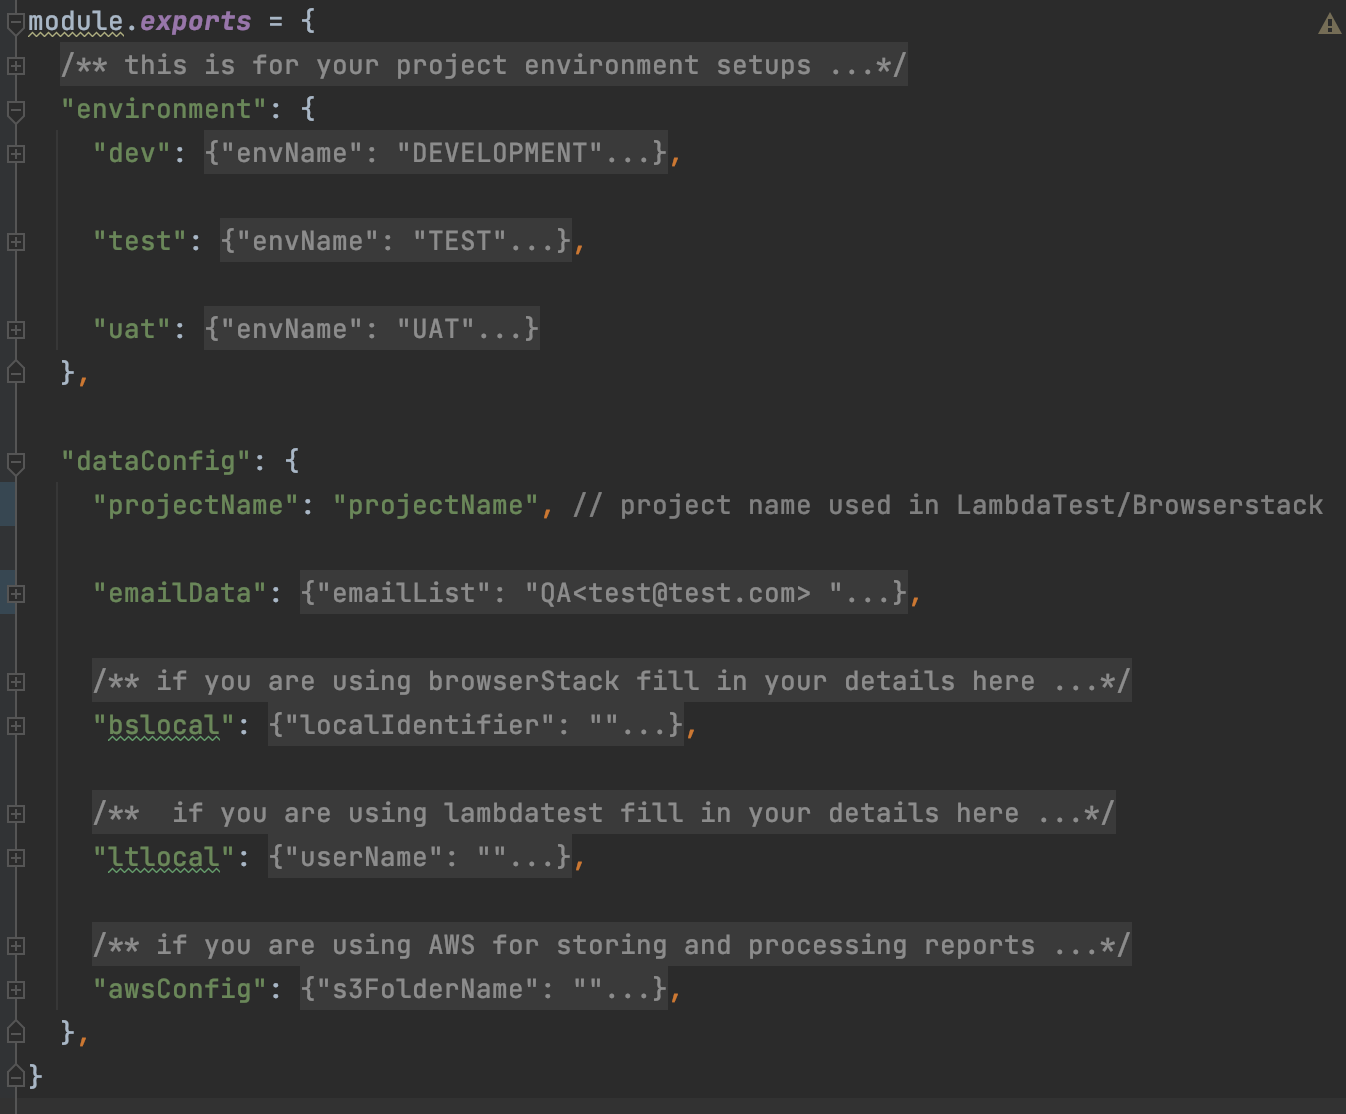 module.exports = {
/** this is for your project environment setups ...*/
"environment": {
"dev": {"envName": "DEVELOPMENT"...},
"test": {"envName": "TEST"...},
"uat": {"envName": "UAT"...}
},
"dataConfig": {
"projectName": "projectName", // project name used in LambdaTest/Browserstack
"emailData": {"emailList": "QA<test@test.com> "...},
/** if you are using browserStack fill in your details here ...*/
"bslocal": {"localIdentifier": ""...},
/**  if you are using lambdatest fill in your details here ...*/
"ltlocal": {"userName": ""...},
/** if you are using AWS for storing and processing reports ...*/
"awsConfig": {"s3FolderName": ""...},
},
}